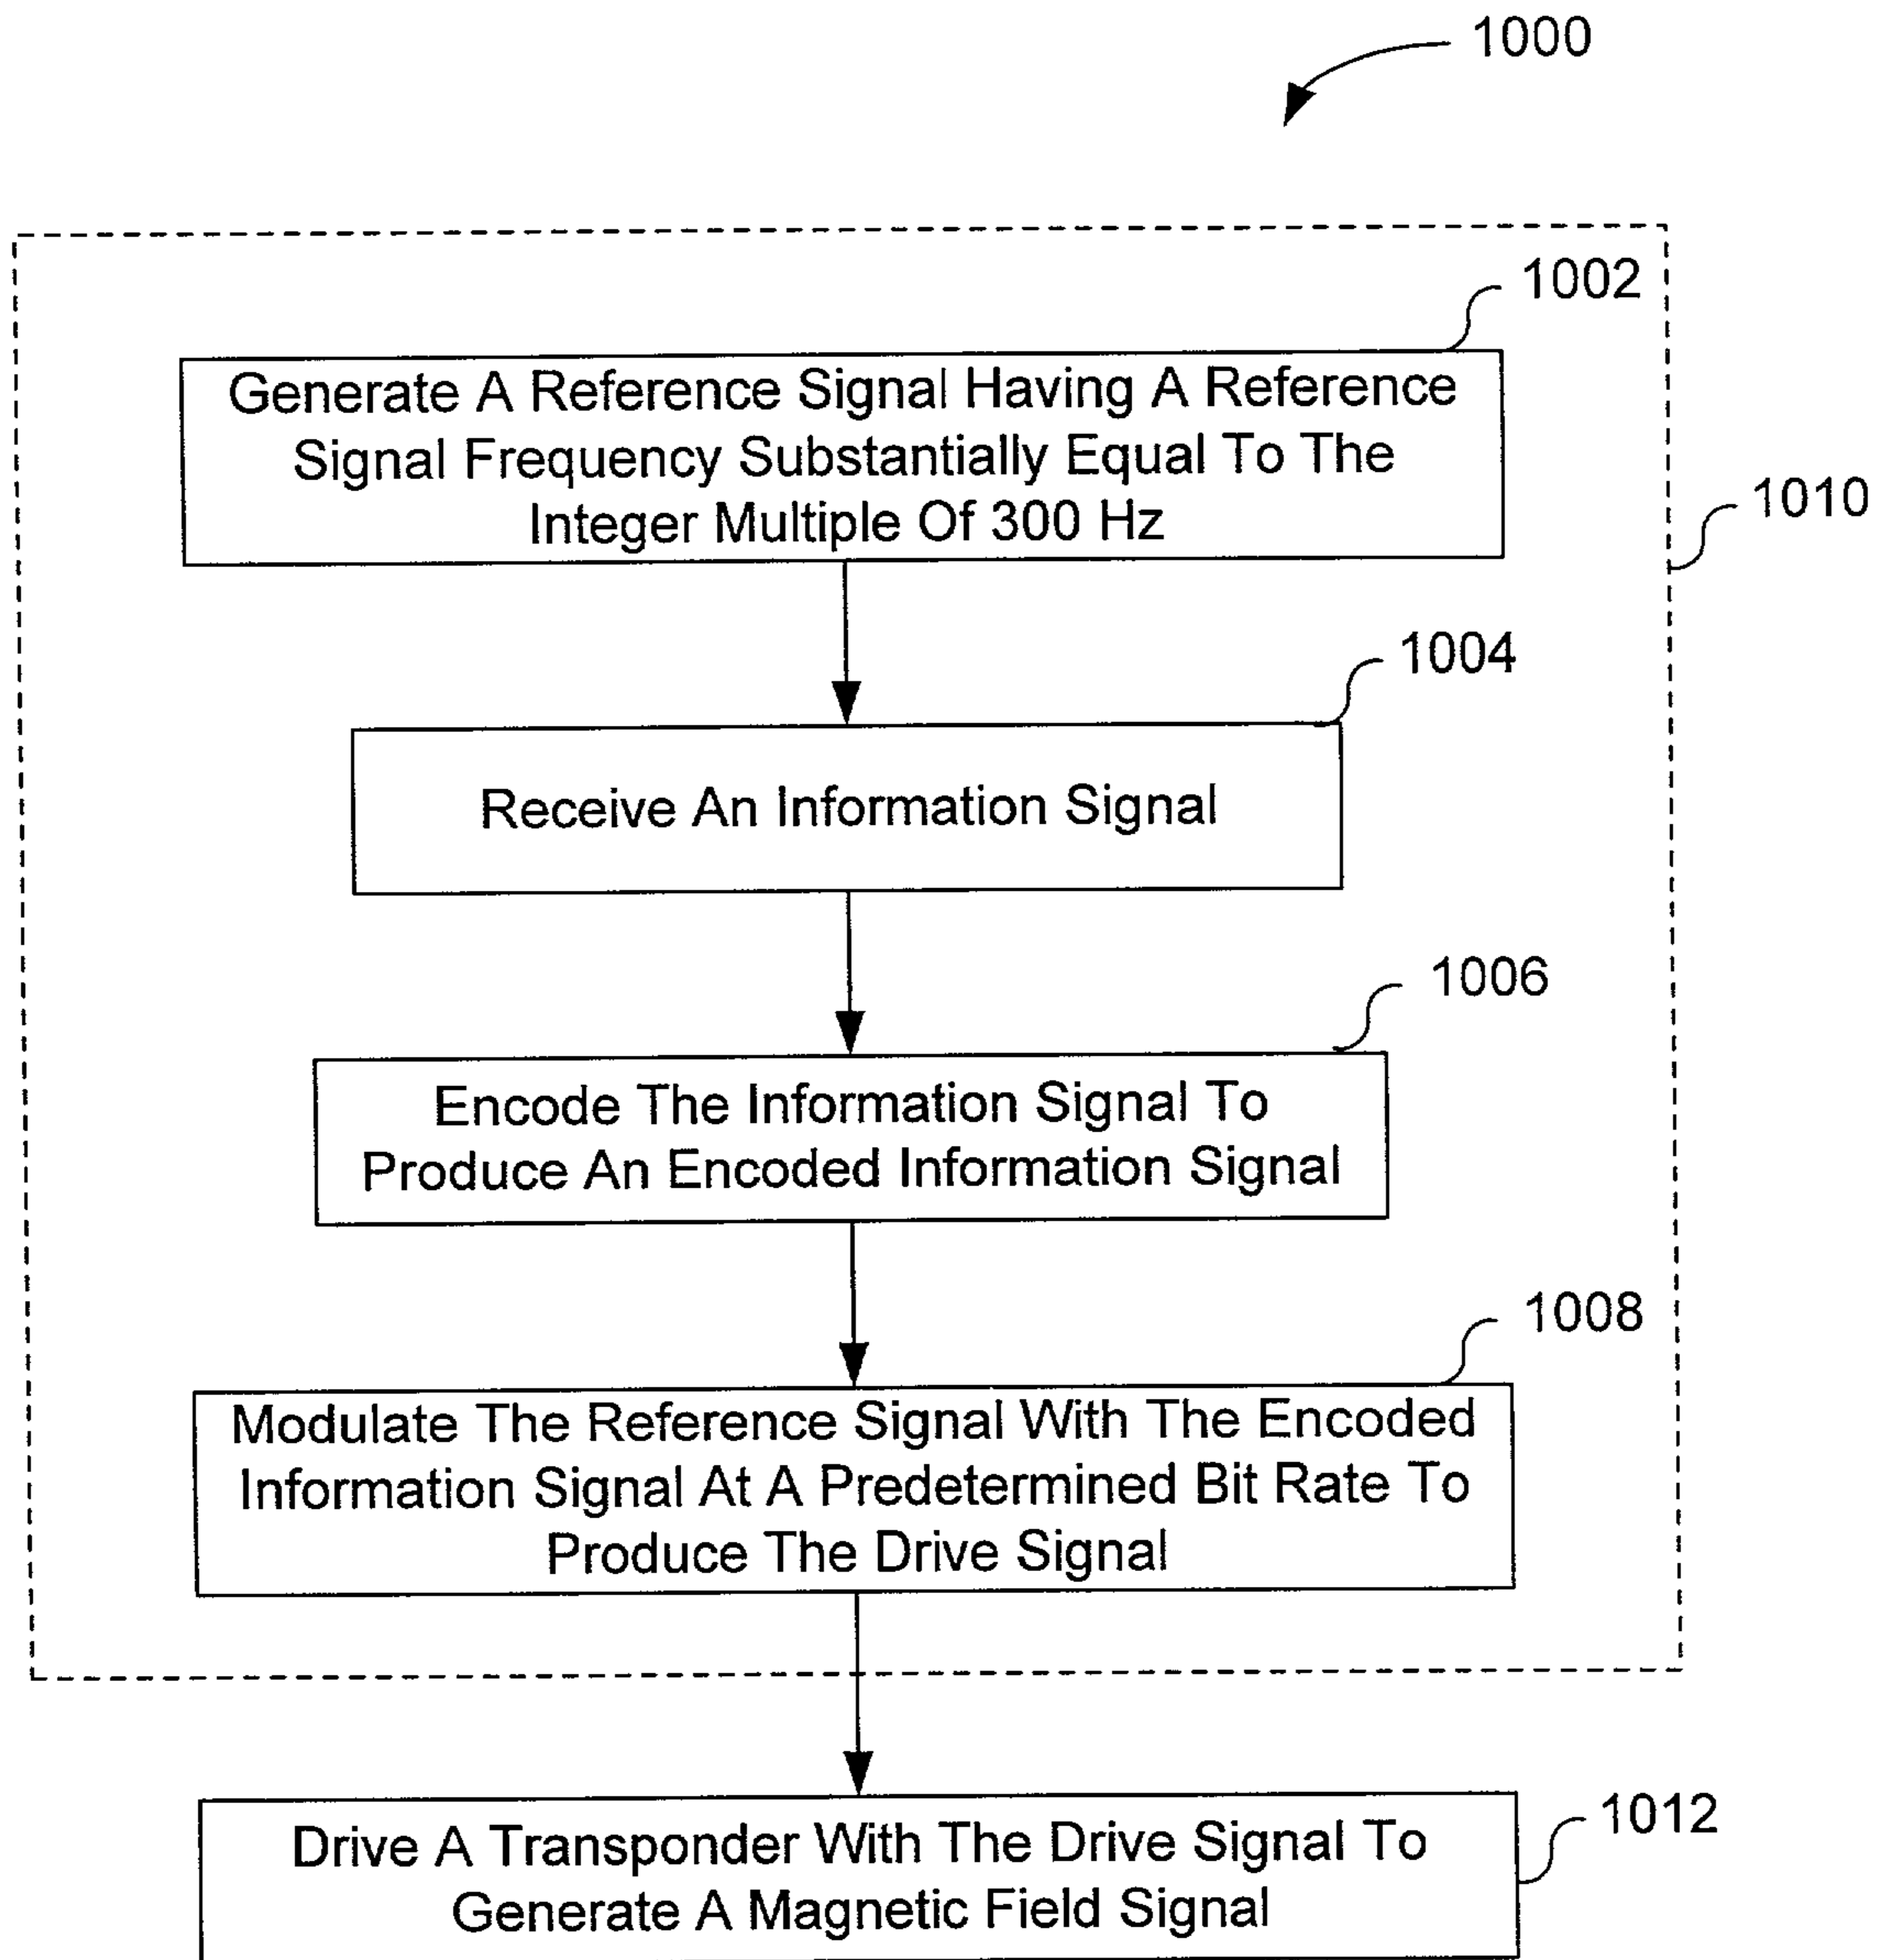 1000
1002
Generate A Reference Signal Having A Reference
Signal Frequency Substantially Equal To The
Integer Multiple Of 300 Hz
1010
1004
Receive An Information Signal
1006
Encode The Information Signal To
Produce An Encoded Information Signal
1008
Modulate The Reference Signal With The Encoded
Information Signal At A Predetermined Bit Rate To
Produce The Drive Signal
1012
Drive A Transponder With The Drive Signal To
Generate A Magnetic Field Signal